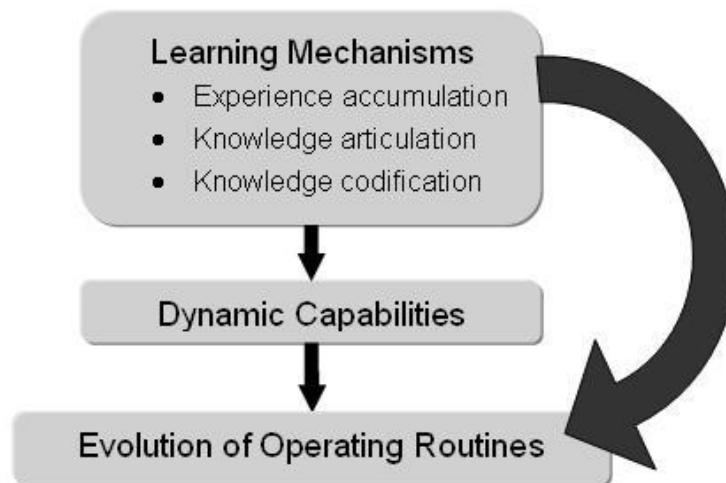 Learning Mechanisms
• Experience accumulation
• Knowledge articulation
• Knowledge codification
Dynamic Capabilities
Evolution of Operating Routines